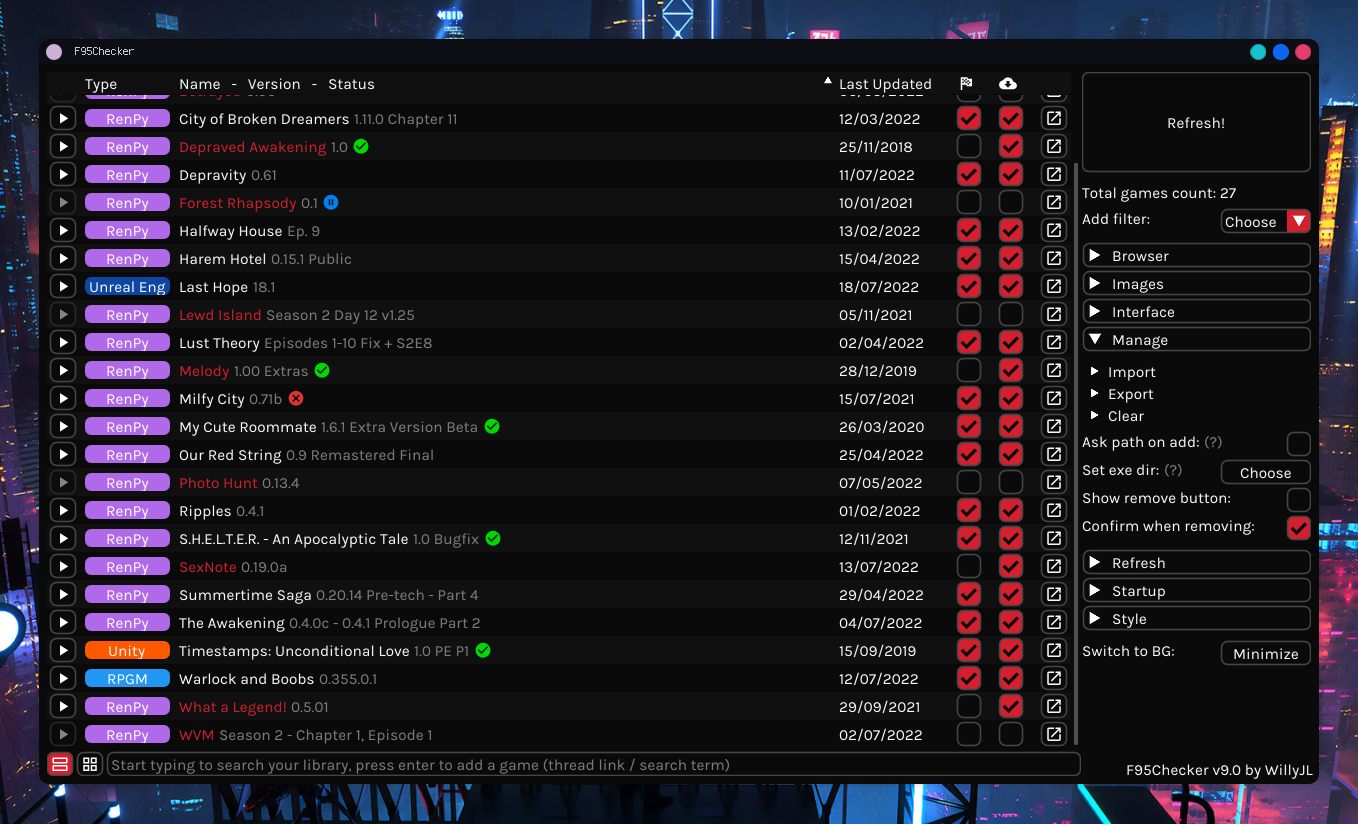 F95Checker
Type Name - Version - Status Last Updated
City of Broken Dreamers 1.11.0 Chapter 11 12/03/2022 RenPy
RenPy Depraved Awakening 1.0 25/11/2018
RenPy Depravity 0.61 11/07/2022
RenPy Forest Rhapsody 0.1 10/01/2021
RenPy Halfway House Ep. 9 13/02/2022
RenPy Harem Hotel 0.15.1 Public 15/04/2022
Unreal Eng Last Hope 18.1 18/07/2022
RenPy Lewd Island Season 2 Day 12 v1.25 05/11/2021
RenPy Lust Theory Episodes 1-10 Fix + S2E8 02/04/2022
RenPy Melody 1.00 Extras 28/12/2019
RenPy Milfy City 0.71b 15/07/2021
RenPy My Cute Roommate 1.6.1 Extra Version Beta 26/03/2020
RenPy Our Red String 0.9 Remastered Final 25/04/2022
RenPy Photo Hunt 0.13.4 07/05/2022
RenPy Ripples 0.4.1 01/02/2022
RenPy S.H.E.L.T.E.R. - An Apocalyptic Tale 1.0 Bugfix 12/11/2021
RenPy SexNote 0.19.0a 13/07/2022
RenPy Summertime Saga 0.20.14 Pre-tech - Part 4 29/04/2022
RenPy The Awakening 0.4.0c - 0.4.1 Prologue Part 2 04/07/2022
Unity Timestamps: Unconditional Love 1.0 PE P1 15/09/2019
RPGM Warlock and Boobs 0.355.0.1 12/07/2022
RenPy What a Legend! 0.5.01 29/09/2021
RenPy WVM Season 2 - Chapter 1, Episode 1 02/07/2022
Start typing to search your library, press enter to add a game (thread link / search term)
Refresh!
Total games count: 27
Add filter: Choose
Browser
Images
Interface
Manage
Import
Export
Clear
Ask path on add: (?)
Set exe dir: (?) Choose
Show remove button:
Confirm when removing:
Refresh
Startup
Style
Switch to BG: Minimize
F95Checker v9.0 by WillyJL